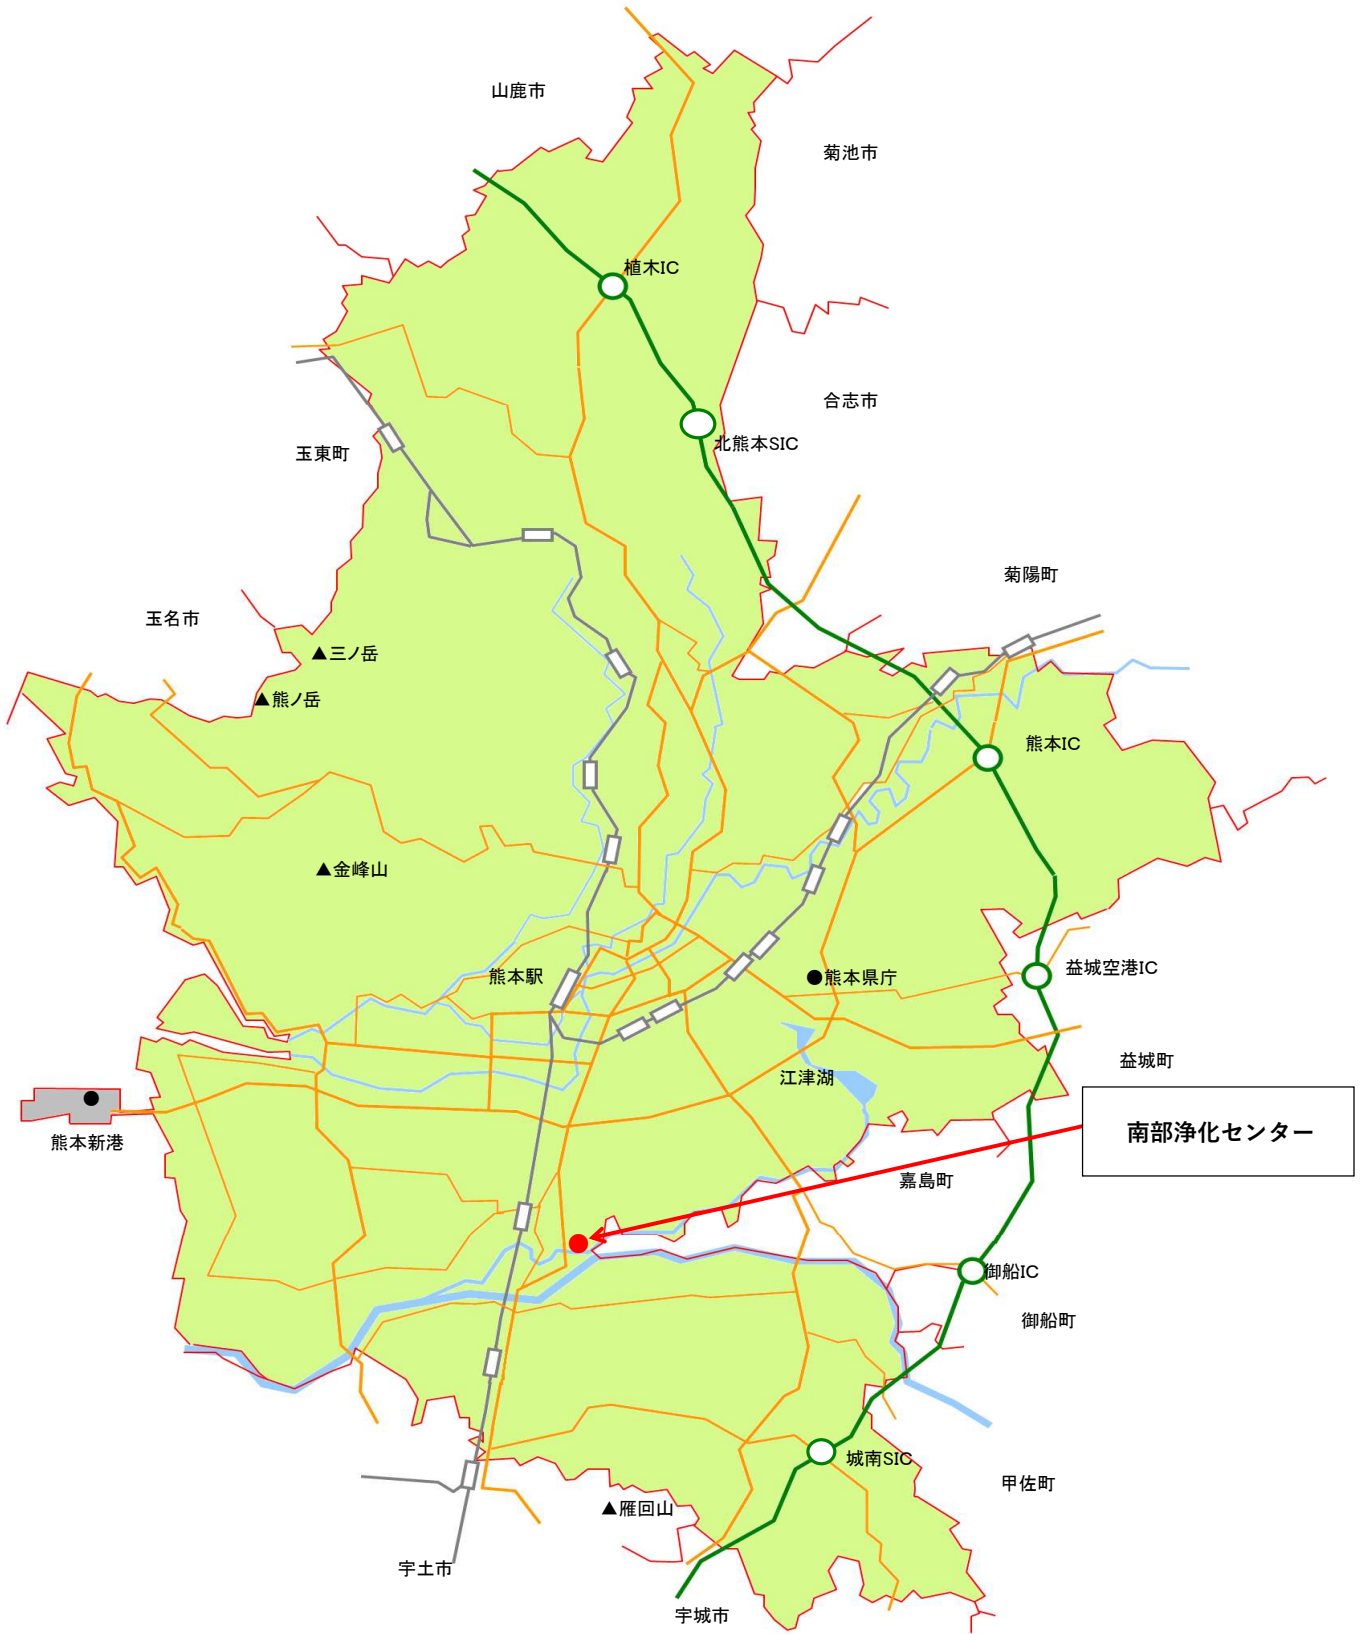 山鹿市
菊池市
植木IC
合志市
北熊本SIC
玉東町
菊陽町
玉名市
▲三ノ岳
▲熊ノ岳
熊本IC
▲金峰山
益城空港IC
熊本駅
●熊本県庁
益城町
江津湖
南部浄化センター
熊本新港
嘉島町
御船IC
御船町
城南SIC
甲佐町
▲雁回山
宇土市
宇城市